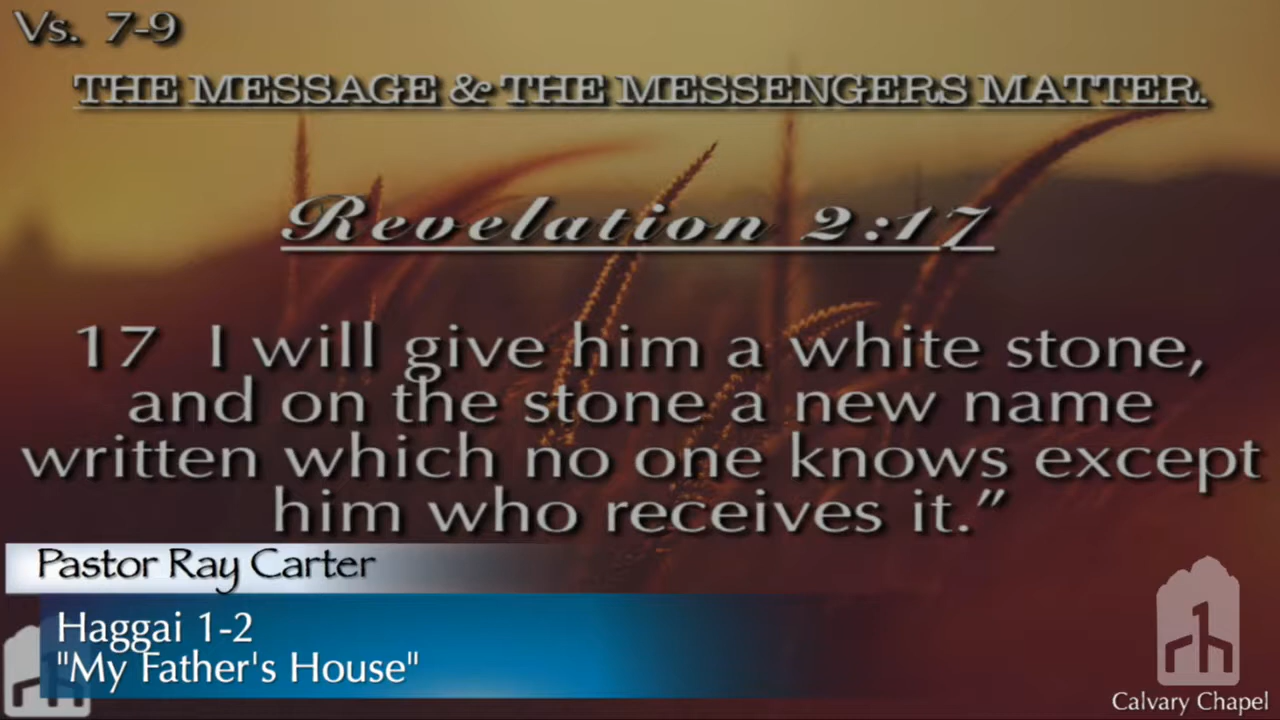 Vs. 7-9
THE MESSAGE & THE MESSENGERS MATTER.
Revelation 2:17
17 I will give him a white stone,
and on the stone a new name
written which no one knows except
him who receives it.”
Pastor Ray Carter
Haggai 1-2
"My Father's House"
Calvary Chapel